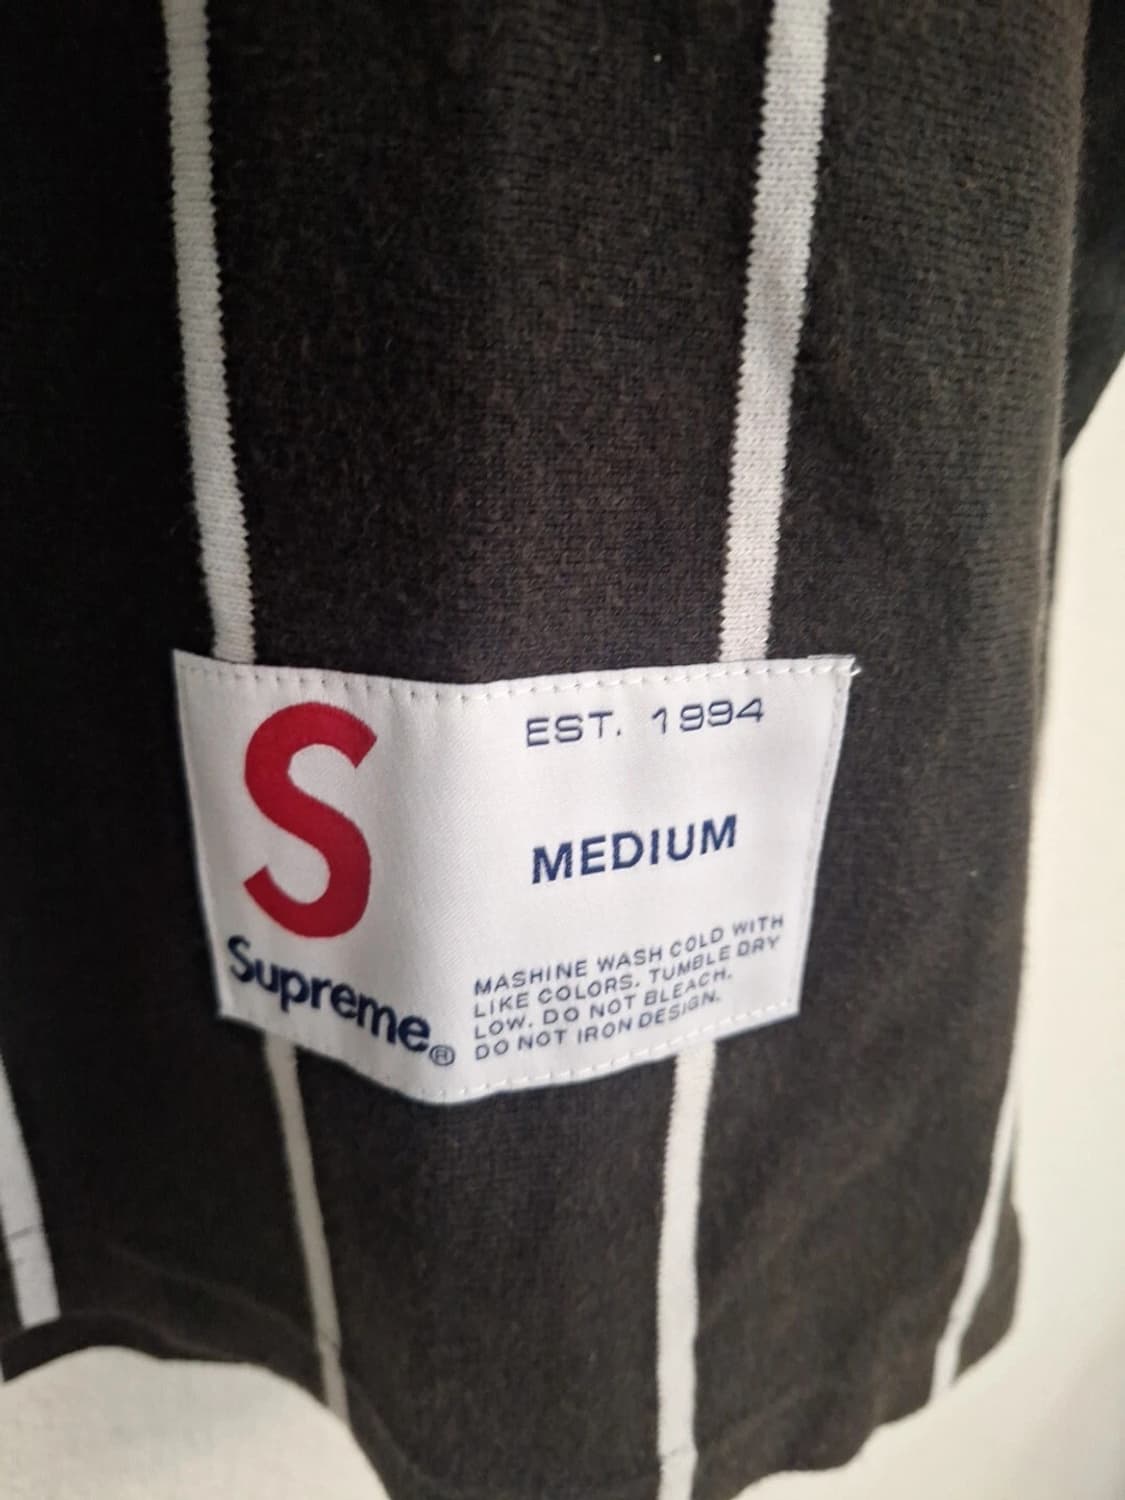 S
Supreme®
EST. 1994
MEDIUM
MASHINE WASH COLD WITH
LIKE COLORS. TUMBLE DRY
LOW. DO NOT BLEACH.
DO NOT IRON DESIGN.